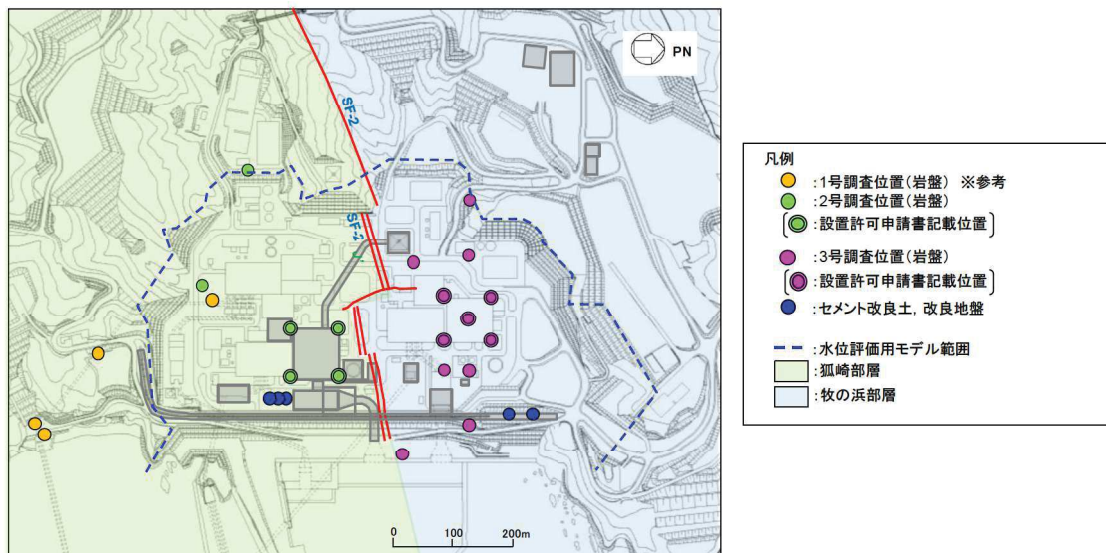 PN
SF-2
SF-1
0 100 200m
凡例
:1号調査位置(岩盤) ※参考
:2号調査位置(岩盤)
:設置許可申請書記載位置
:3号調査位置(岩盤)
:設置許可申請書記載位置
:セメント改良土, 改良地盤
:水位評価用モデル範囲
:狐崎部層
:牧の浜部層